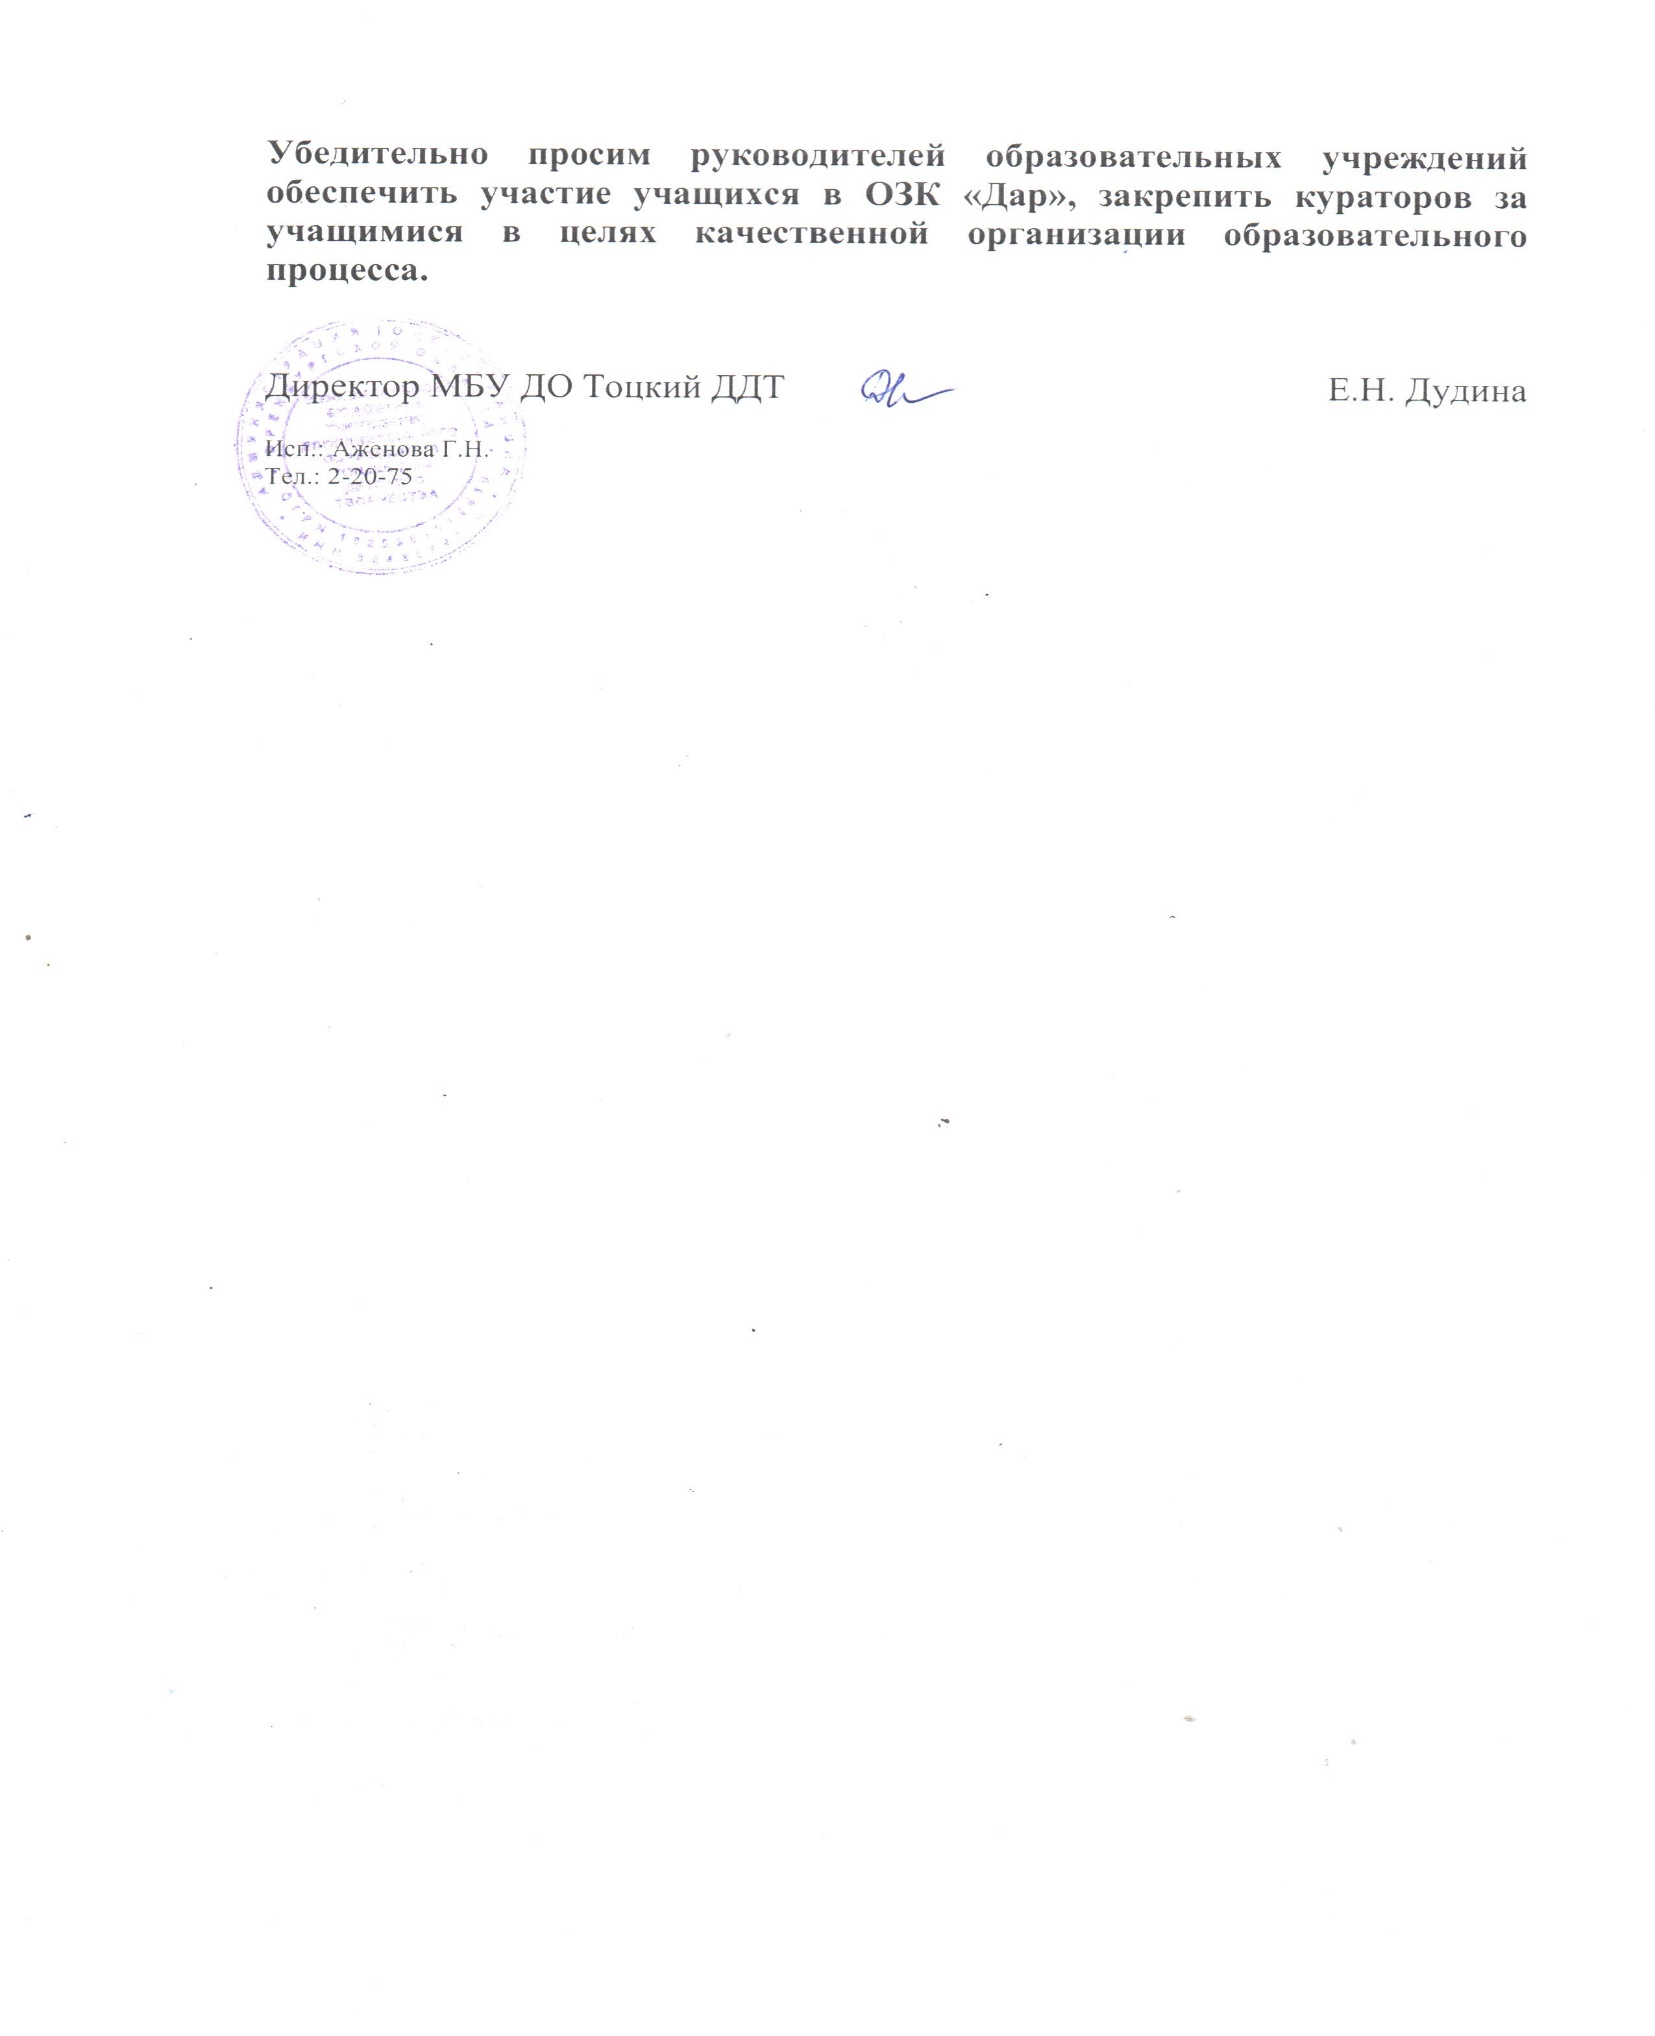 Убедительно просим руководителей образовательных учреждений
обеспечить участие учащихся в ОЗК «Дар», закрепить кураторов за
учащимися в целях качественной организации образовательного
процесса.
Директор МБУ ДО Тоцкий ДДТ Е.Н. Дудина
Исп.: Аженова Г.Н.
Тел.: 2-20-75